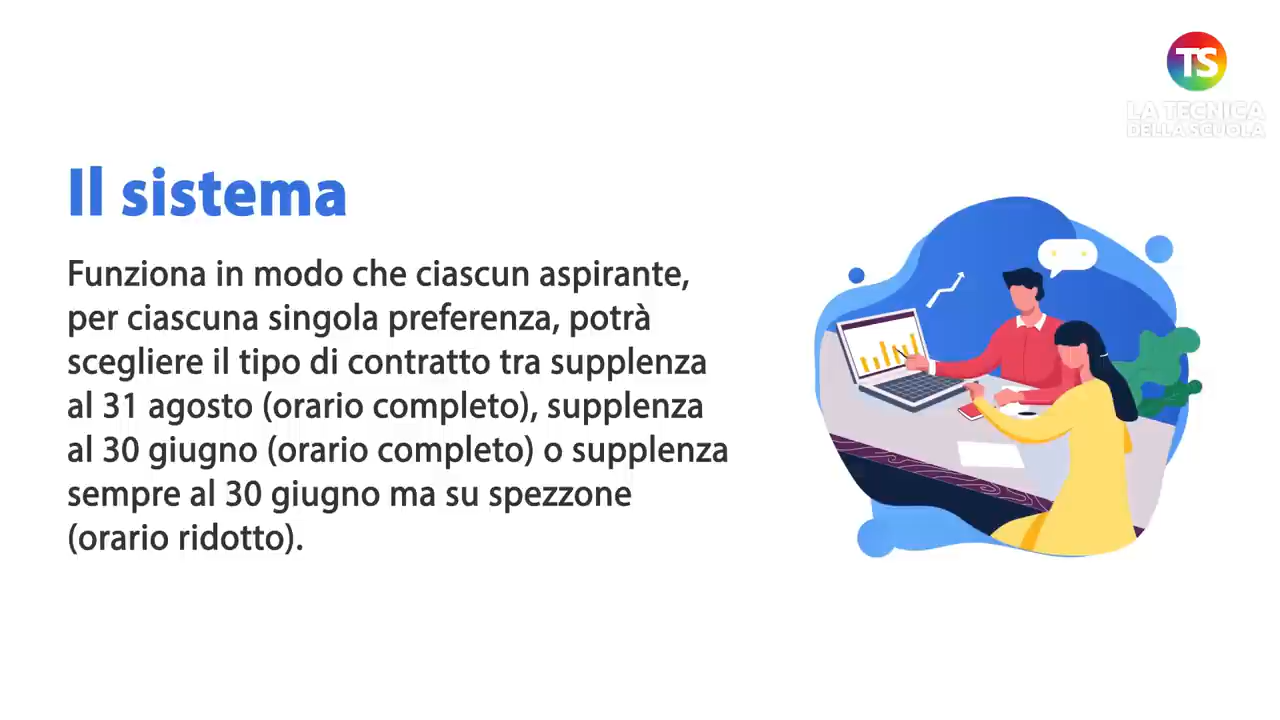 TS
LA TECNICA
DELLA SCUOLA
Il sistema
Funziona in modo che ciascun aspirante,
per ciascuna singola preferenza, potrà
scegliere il tipo di contratto tra supplenza
al 31 agosto (orario completo), supplenza
al 30 giugno (orario completo) o supplenza
sempre al 30 giugno ma su spezzone
(orario ridotto).